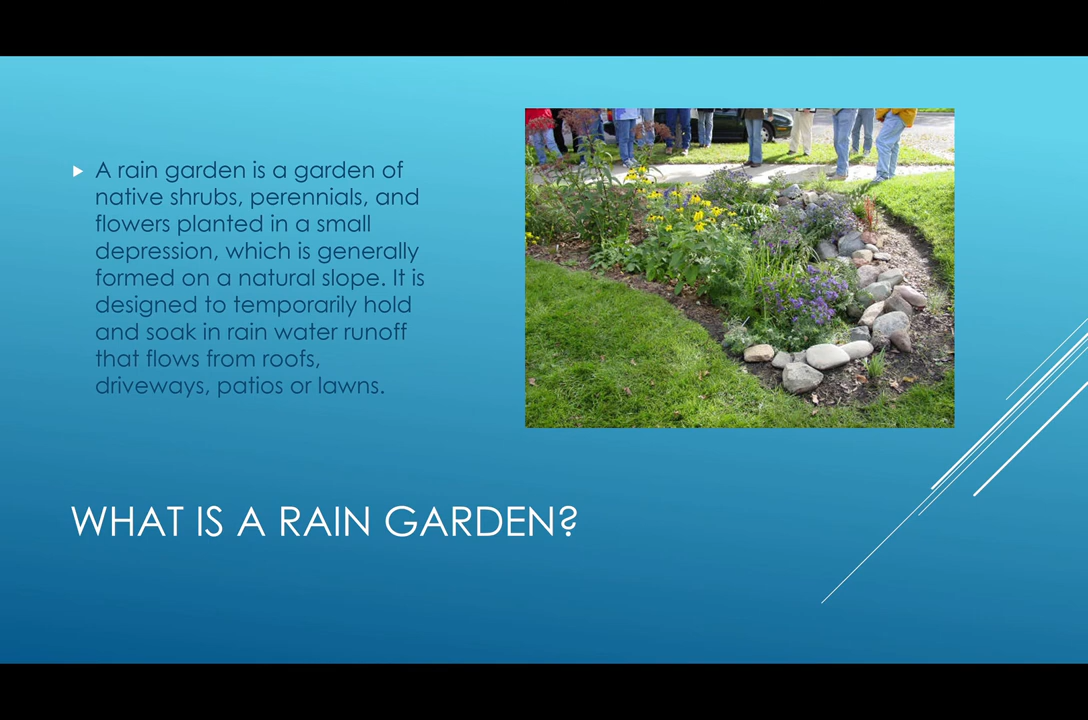 A rain garden is a garden of
native shrubs, perennials, and
flowers planted in a small
depression, which is generally
formed on a natural slope. It is
designed to temporarily hold
and soak in rain water runoff
that flows from roofs,
driveways, patios or lawns.
WHAT IS A RAIN GARDEN?